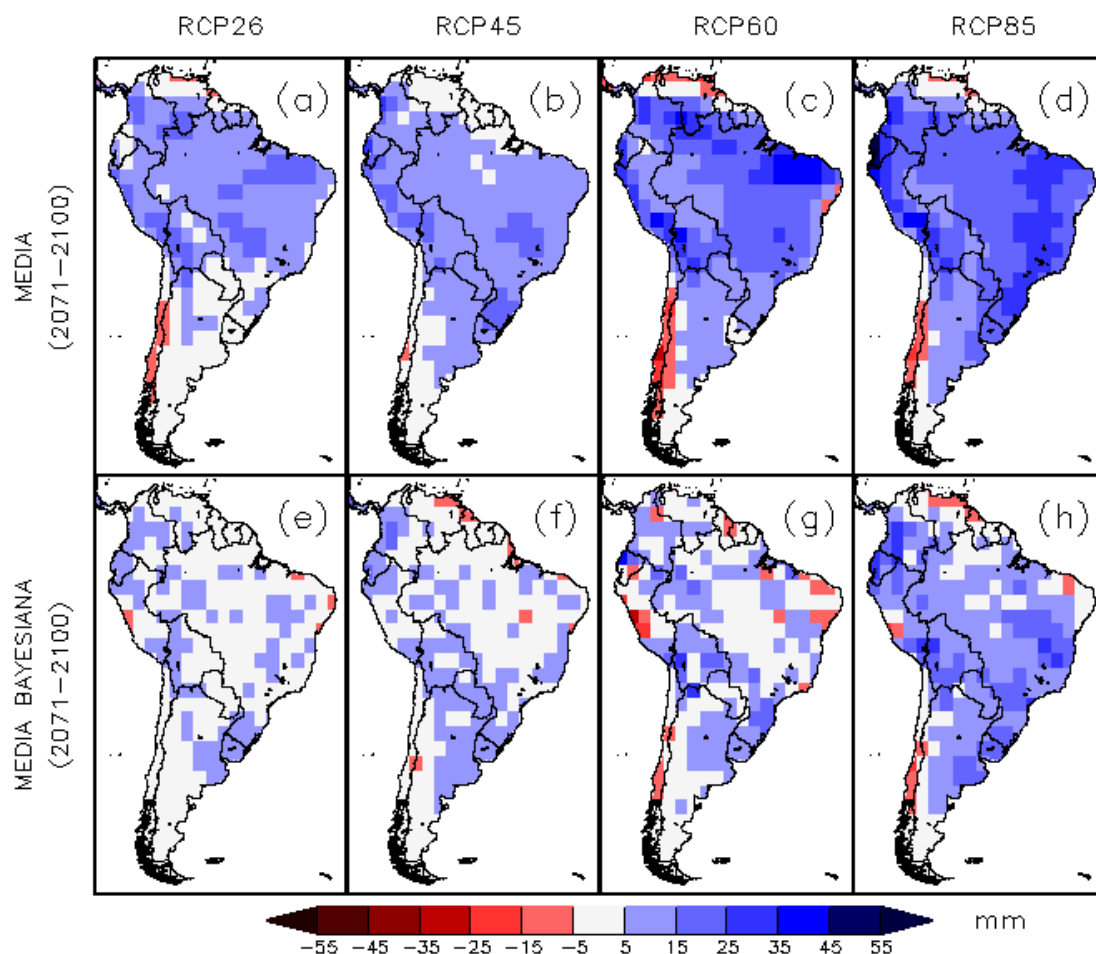 RCP26 RCP45 RCP60 RCP85
MEDIA
(2071-2100)
(a) (b) (c) (d)
MEDIA BAYESIANA
(2071-2100)
(e) (f) (g) (h)
-55 -45 -35 -25 -15 -5 5 15 25 35 45 55 mm